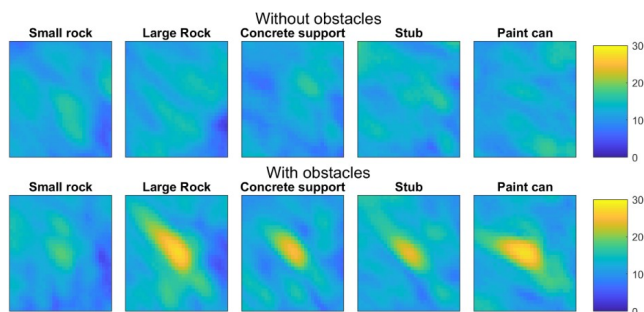 Without obstacles
Small rock Large Rock Concrete support Stub Paint can
30
20
10
0
With obstacles
Small rock Large Rock Concrete support Stub Paint can
30
20
10
0